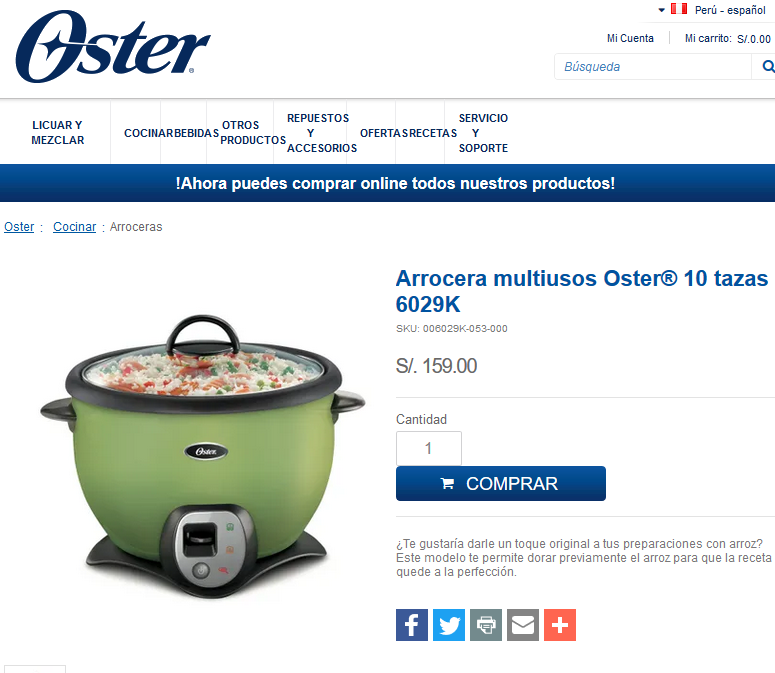 Perú - español
Oster®
Mi Cuenta
Mi carrito: S/.0.00
Búsqueda
LICUAR Y
MEZCLAR
COCINAR
BEBIDAS
OTROS
PRODUCTOS
REPUESTOS
Y
ACCESORIOS
OFERTAS
RECETAS
SERVICIO
Y
SOPORTE
!Ahora puedes comprar online todos nuestros productos!
Oster : Cocinar : Arroceras
Arrocera multiusos Oster® 10 tazas
6029K
SKU: 006029K-053-000
S/. 159.00
Cantidad
1
COMPRAR
¿Te gustaría darle un toque original a tus preparaciones con arroz?
Este modelo te permite dorar previamente el arroz para que la receta
quede a la perfección.
Oster